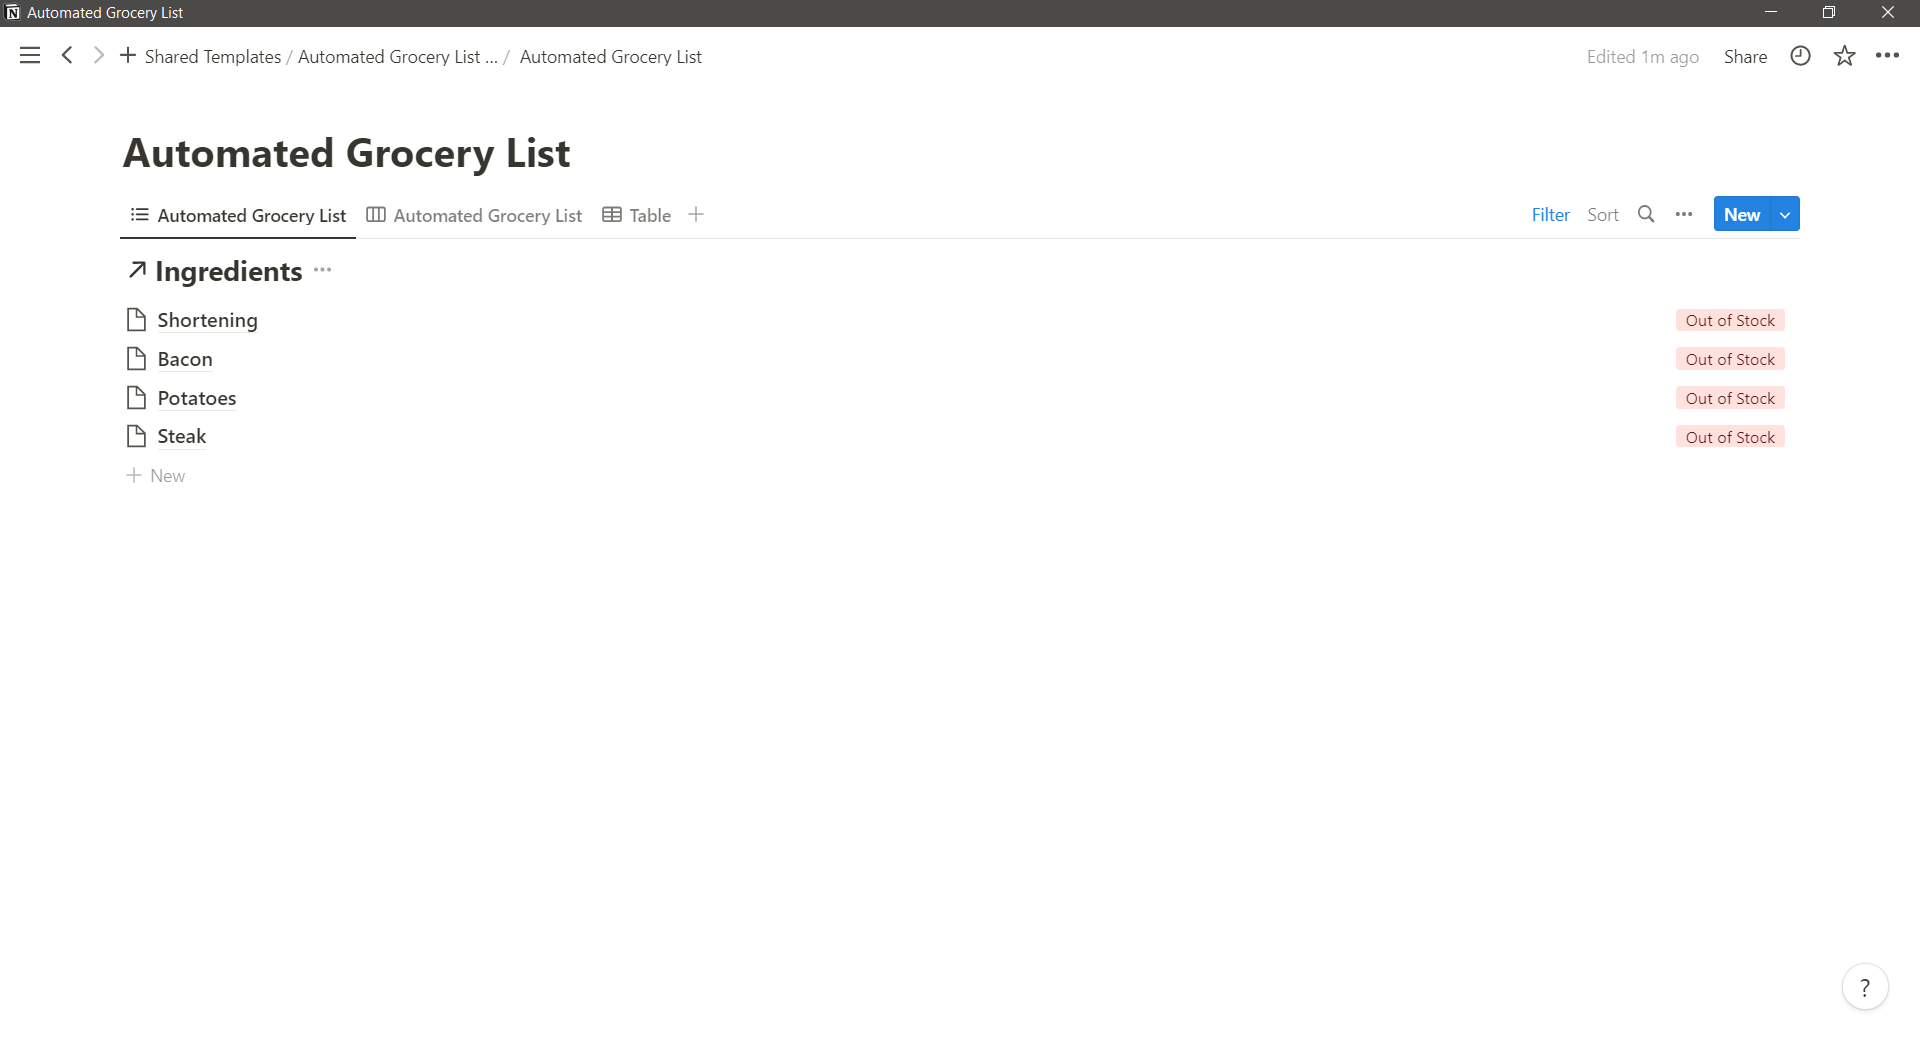 Automated Grocery List
Shared Templates / Automated Grocery List ... / Automated Grocery List
Edited 1m ago Share
Automated Grocery List
Automated Grocery List Automated Grocery List Table
Filter Sort New
Ingredients
Shortening Out of Stock
Bacon Out of Stock
Potatoes Out of Stock
Steak Out of Stock
New
?